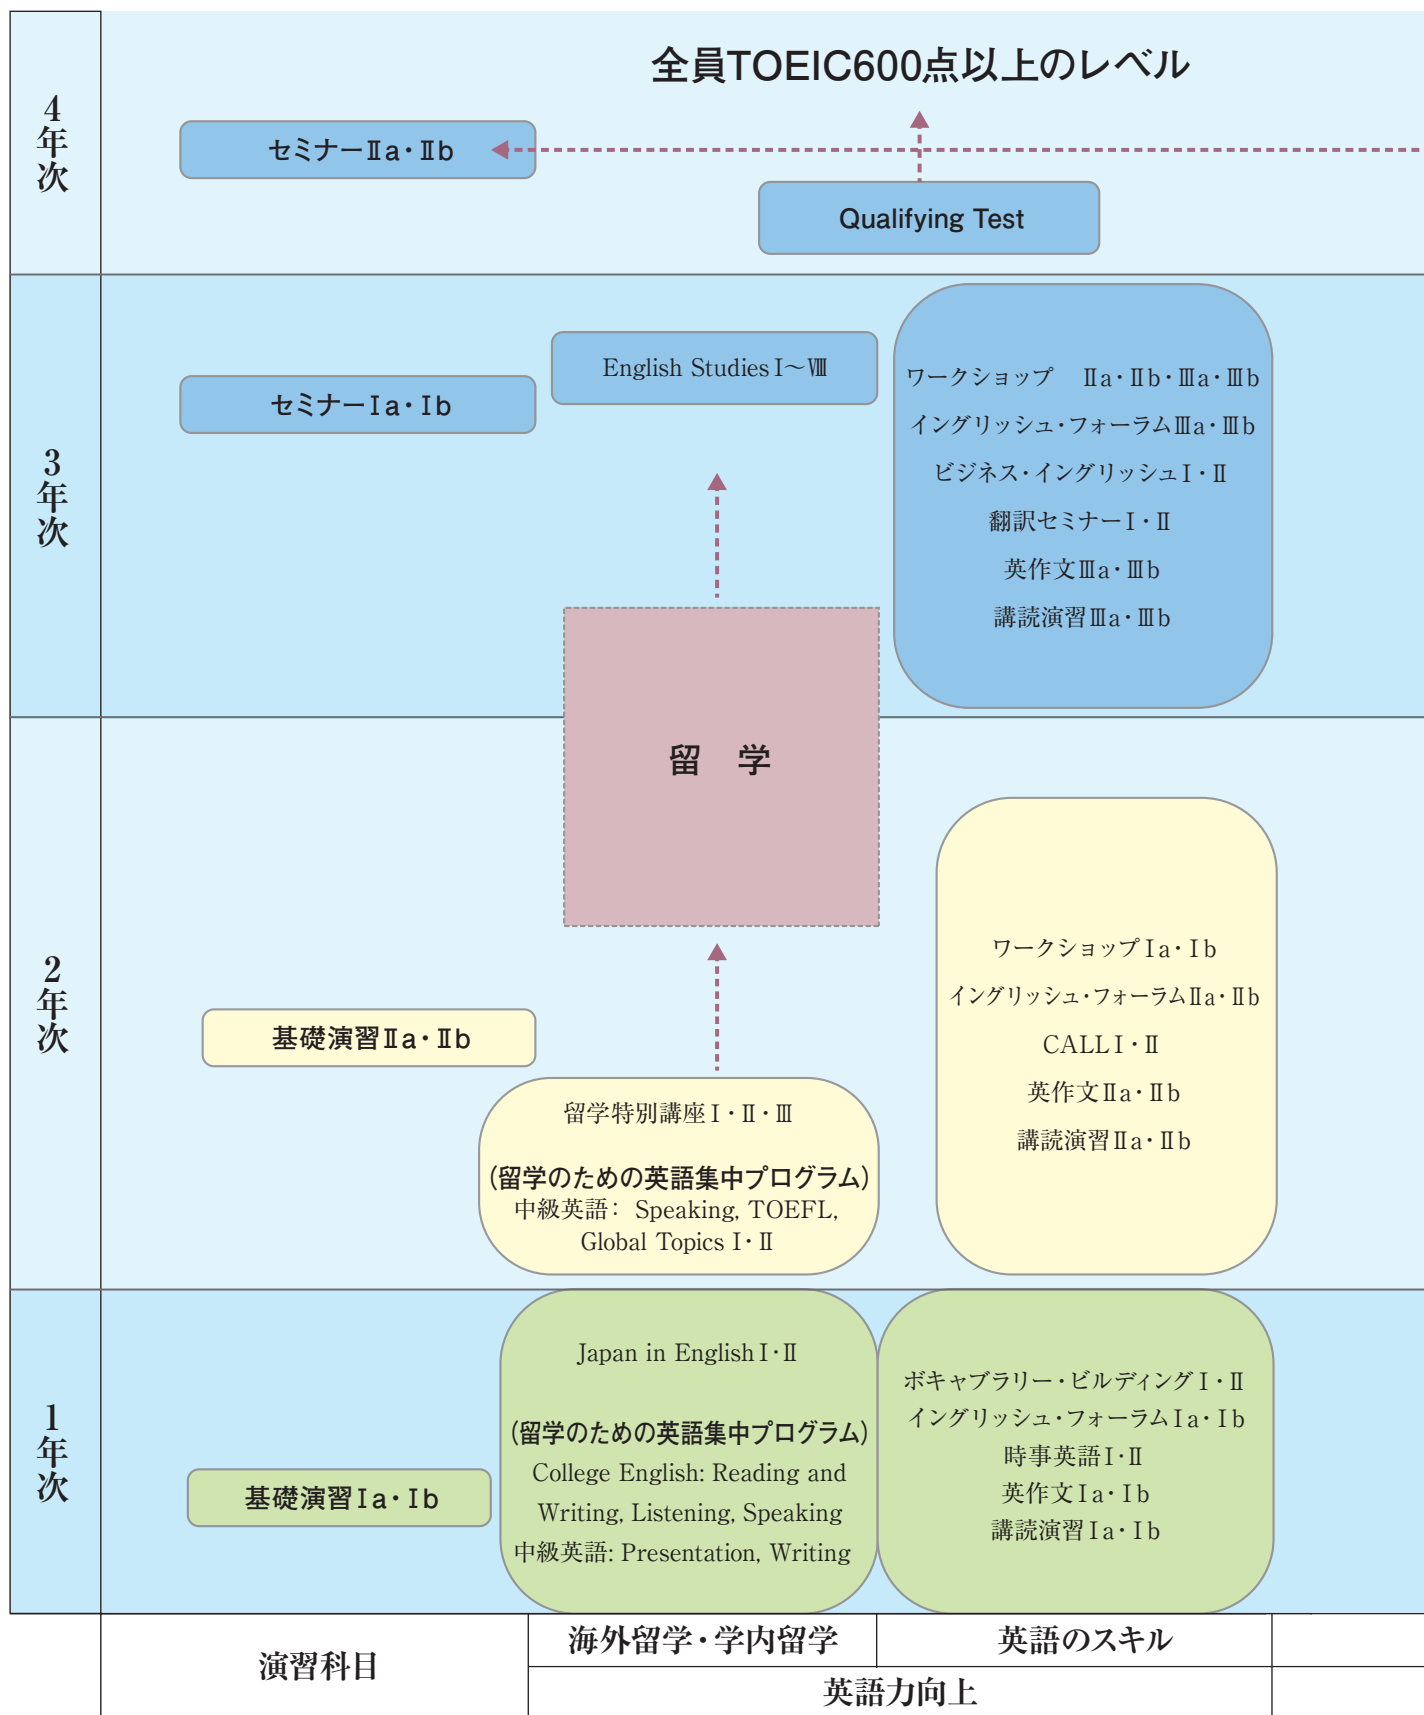 4年次
全員TOEIC600点以上のレベル
セミナーⅡa・Ⅱb
Qualifying Test
3年次
セミナーⅠa・Ⅰb
English Studies Ⅰ～Ⅷ
ワークショップ　Ⅱa・Ⅱb・Ⅲa・Ⅲb
イングリッシュ・フォーラムⅢa・Ⅲb
ビジネス・イングリッシュⅠ・Ⅱ
翻訳セミナーⅠ・Ⅱ
英作文Ⅲa・Ⅲb
講読演習Ⅲa・Ⅲb
留　学
2年次
基礎演習Ⅱa・Ⅱb
留学特別講座Ⅰ・Ⅱ・Ⅲ
(留学のための英語集中プログラム)
中級英語： Speaking, TOEFL,
Global Topics Ⅰ・Ⅱ
ワークショップⅠa・Ⅰb
イングリッシュ・フォーラムⅡa・Ⅱb
CALLⅠ・Ⅱ
英作文Ⅱa・Ⅱb
講読演習Ⅱa・Ⅱb
1年次
基礎演習Ⅰa・Ⅰb
Japan in EnglishⅠ・Ⅱ
(留学のための英語集中プログラム)
College English: Reading and
Writing, Listening, Speaking
中級英語: Presentation, Writing
ボキャブラリー・ビルディングⅠ・Ⅱ
イングリッシュ・フォーラムⅠa・Ⅰb
時事英語Ⅰ・Ⅱ
英作文Ⅰa・Ⅰb
講読演習Ⅰa・Ⅰb
演習科目
海外留学・学内留学
英語のスキル
英語力向上